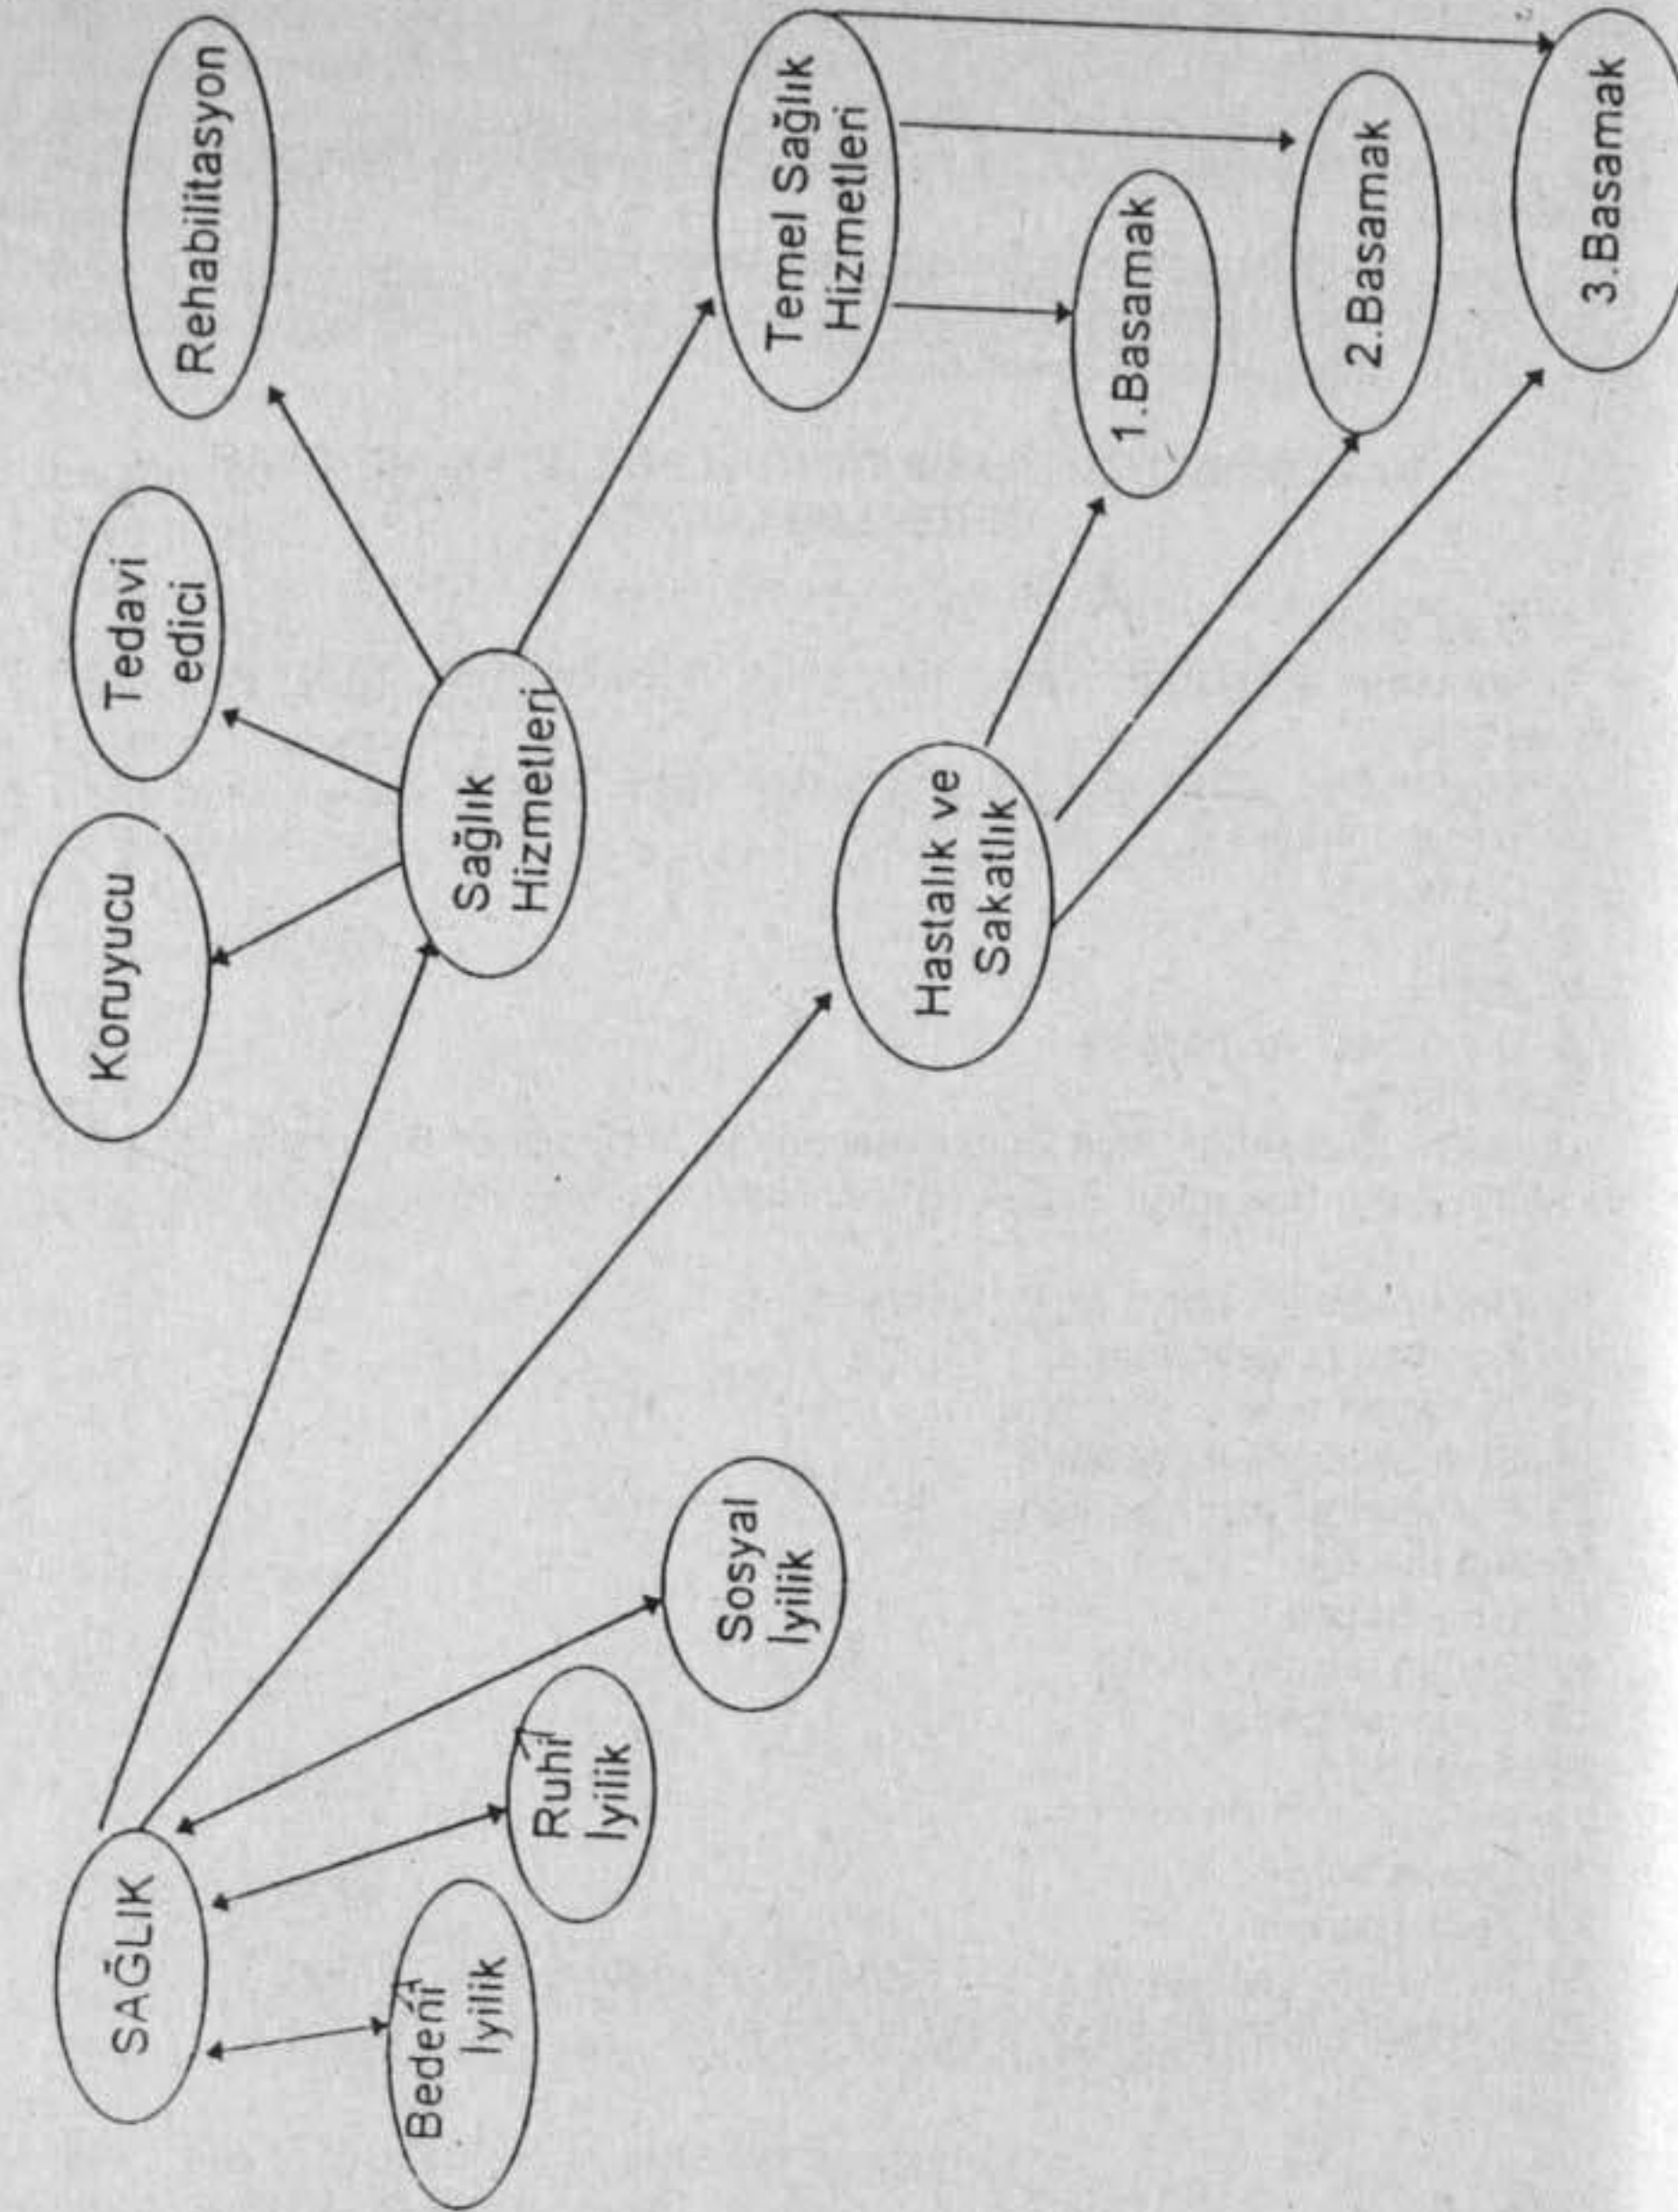 SAĞLIK
Bedeni
İyilik
Ruhi
İyilik
Sosyal
İyilik
Koruyucu
Tedavi
edici
Rehabilitasyon
Sağlık
Hizmetleri
Temel Sağlık
Hizmetleri
Hastalık ve
Sakatlık
1.Basamak
2.Basamak
3.Basamak